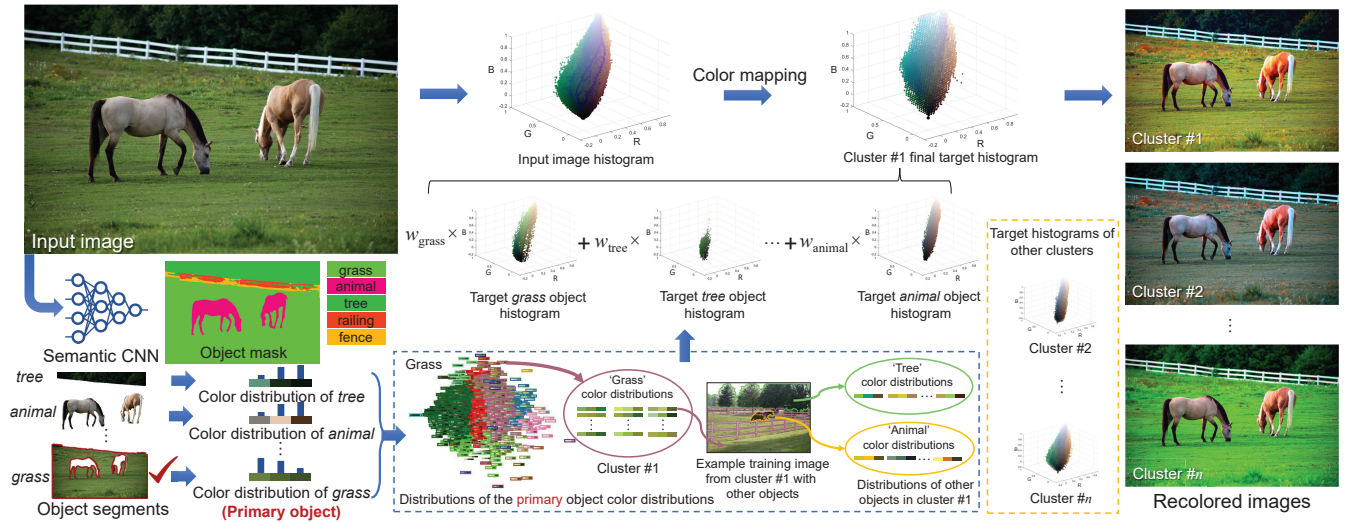 Input image
B
G
R
Input image histogram
Color mapping
B
G
R
Cluster #1 final target histogram
Cluster #1
Cluster #2
⋮
Cluster #n
Recolored images
w_grass ×
B
G
R
Target grass object
histogram
+ w_tree ×
B
G
R
Target tree object
histogram
... + w_animal ×
B
G
R
Target animal object
histogram
Target histograms of
other clusters
Cluster #2
⋮
Cluster #n
Semantic CNN
Object mask
grass
animal
tree
railing
fence
tree
animal
grass
Object segments
Color distribution of tree
Color distribution of animal
Color distribution of grass
(Primary object)
Grass
'Grass'
color distributions
Cluster #1
Distributions of the primary object color distributions
Example training image
from cluster #1 with
other objects
'Tree'
color distributions
'Animal'
color distributions
Distributions of other
objects in cluster #1